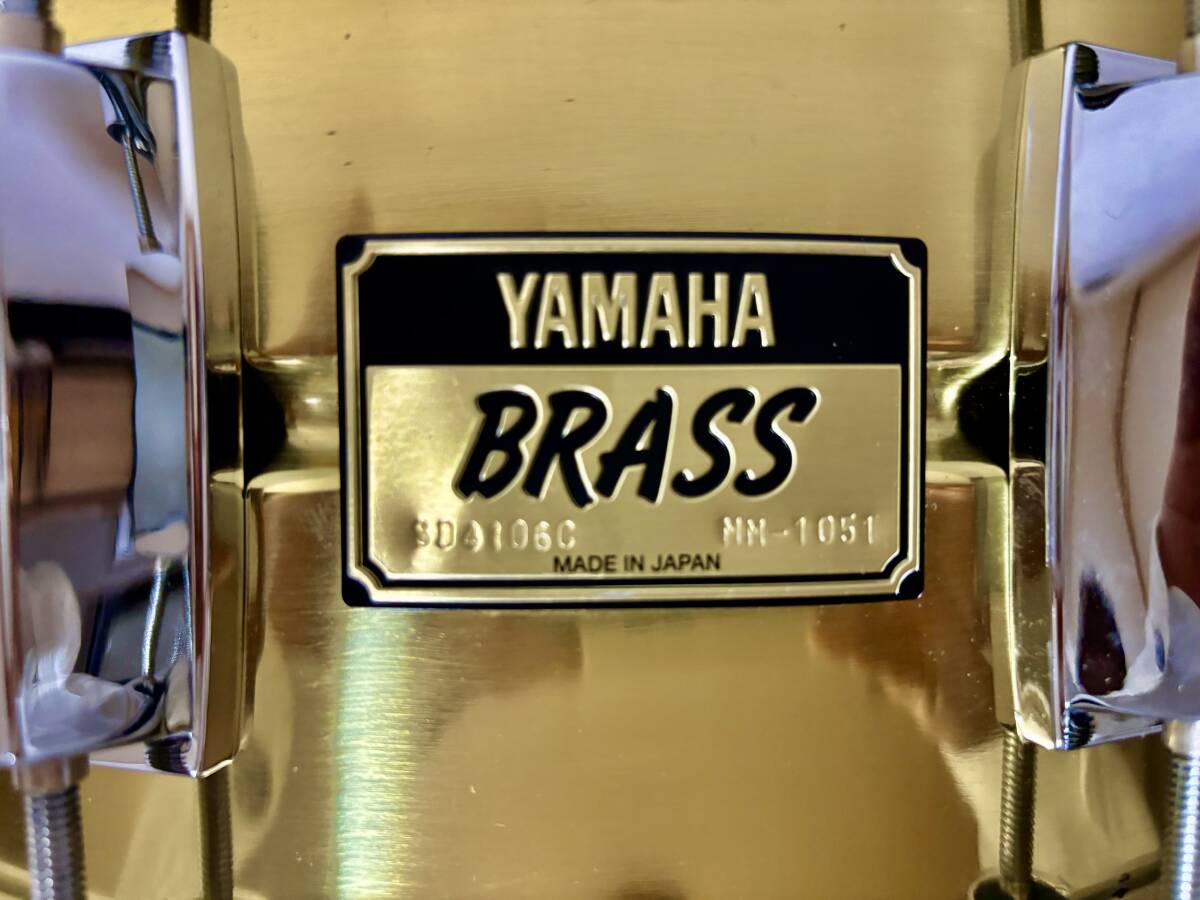 YAMAHA
BRASS
SD4106C MM-1051
MADE IN JAPAN